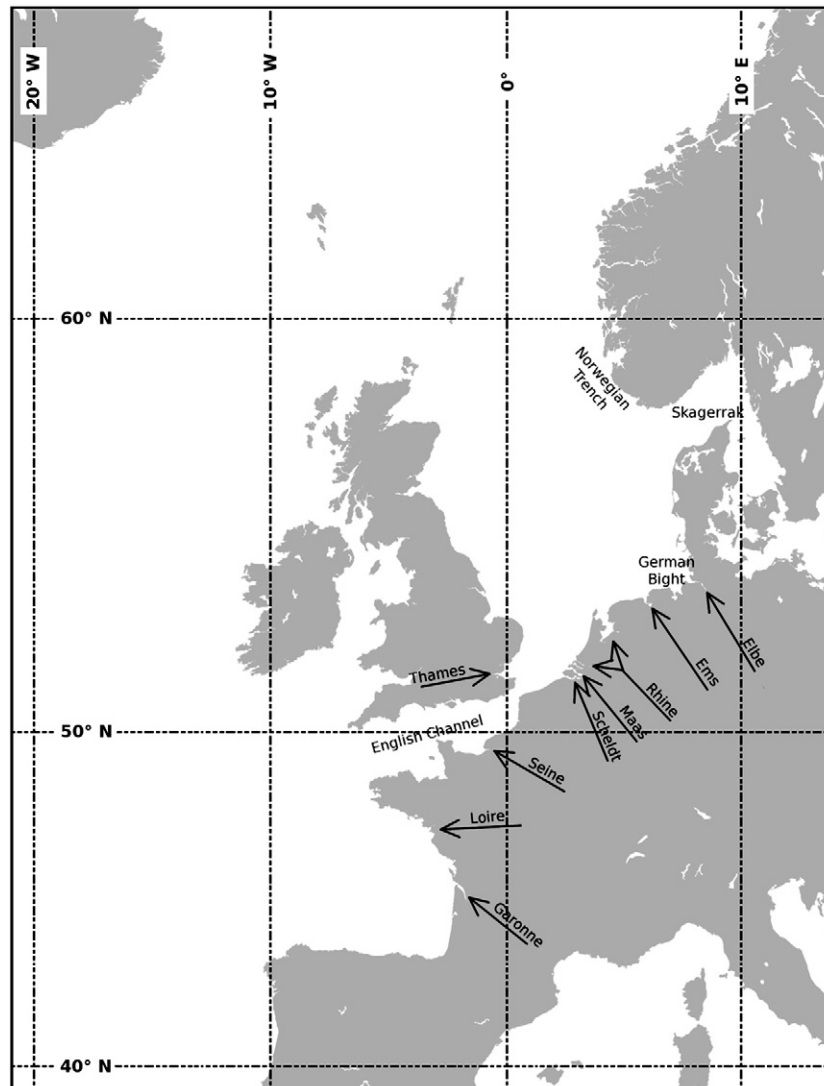 20° W
10° W
0°
10° E
60° N
Norwegian
Trench
Skagerrak
German
Bight
Thames
Elbe
Ems
Rhine
Maas
Scheldt
50° N
English Channel
Seine
Loire
Garonne
40° N